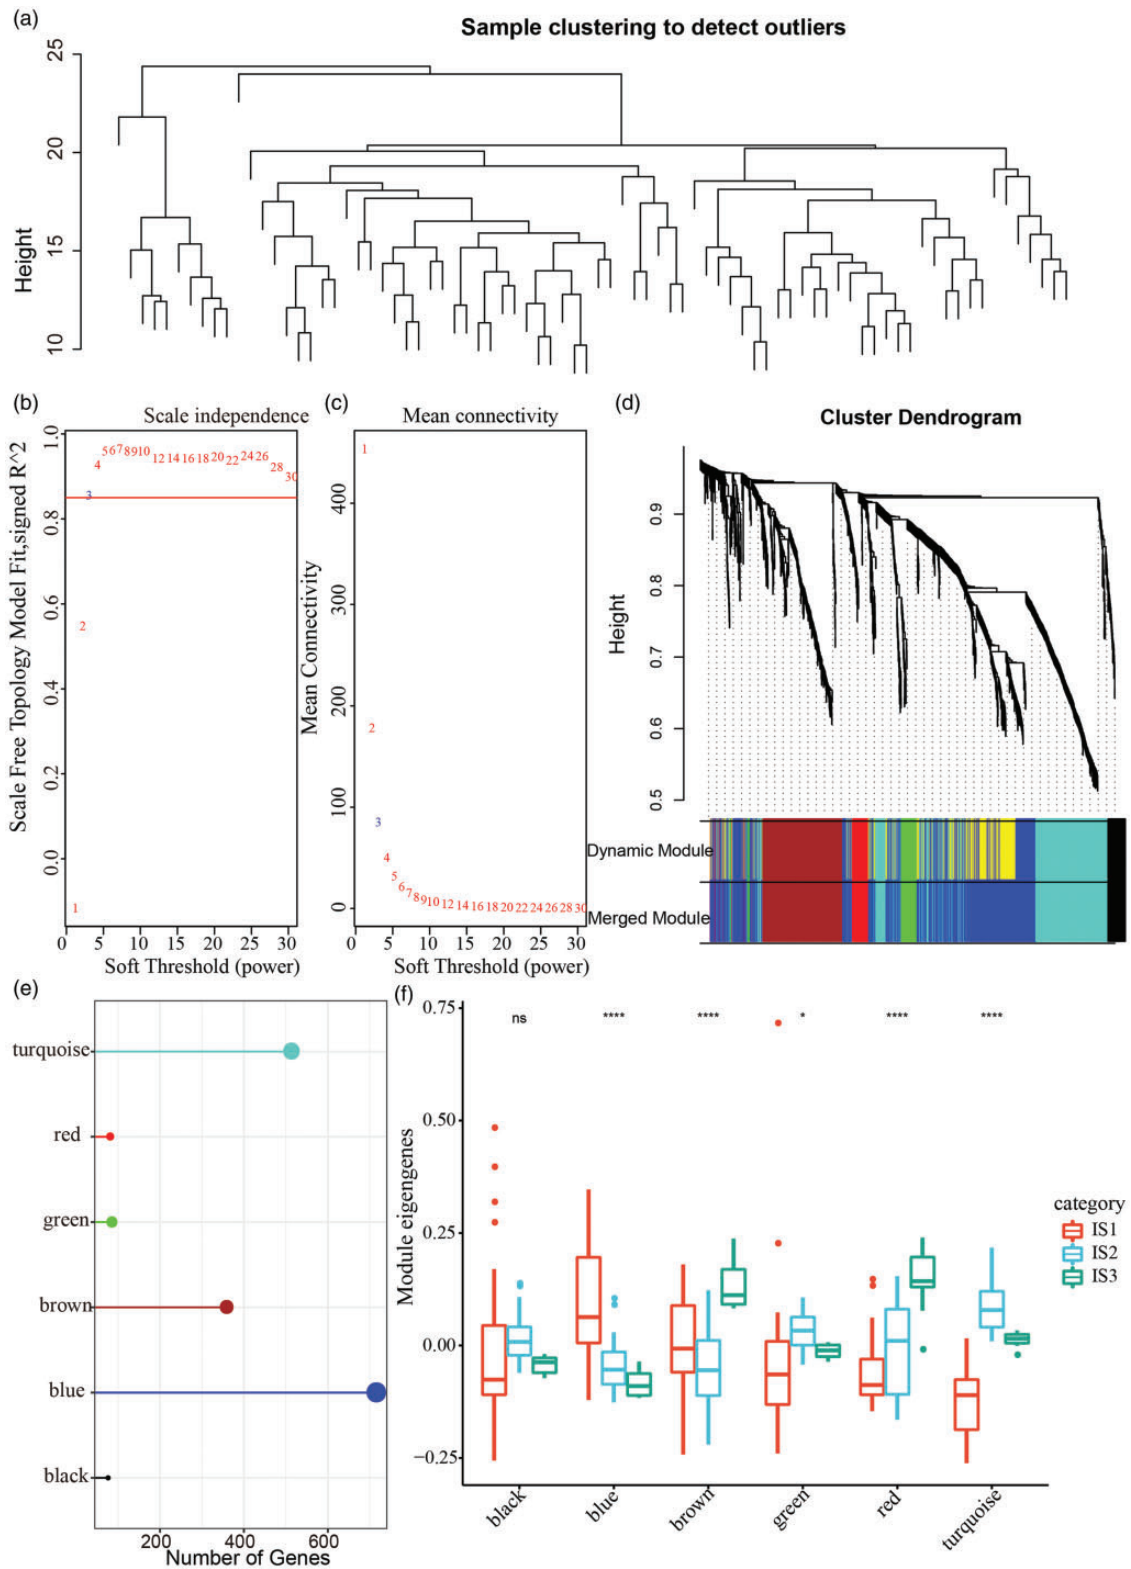 (a)
Sample clustering to detect outliers
25
20
15
10
Height
(b)
Scale independence
1.0
0.8
0.6
0.4
0.2
0.0
Scale Free Topology Model Fit,signed R^2
1
2
3
4
5 6 7 8 9 10 12 14 16 18 20 22 24 26 28 30
0 5 10 15 20 25 30
Soft Threshold (power)
(c)
Mean connectivity
400
300
200
100
0
Mean Connectivity
1
2
3
4
5
6 7 8 9 10 12 14 16 18 20 22 24 26 28 30
0 5 10 15 20 25 30
Soft Threshold (power)
(d)
Cluster Dendrogram
0.9
0.8
0.7
0.6
0.5
Height
Dynamic Module
Merged Module
(e)
turquoise
red
green
brown
blue
black
200 400 600
Number of Genes
(f)
0.75
0.50
0.25
0.00
−0.25
Module eigengenes
ns **** **** * **** ****
black blue brown green red turquoise
category
IS1
IS2
IS3